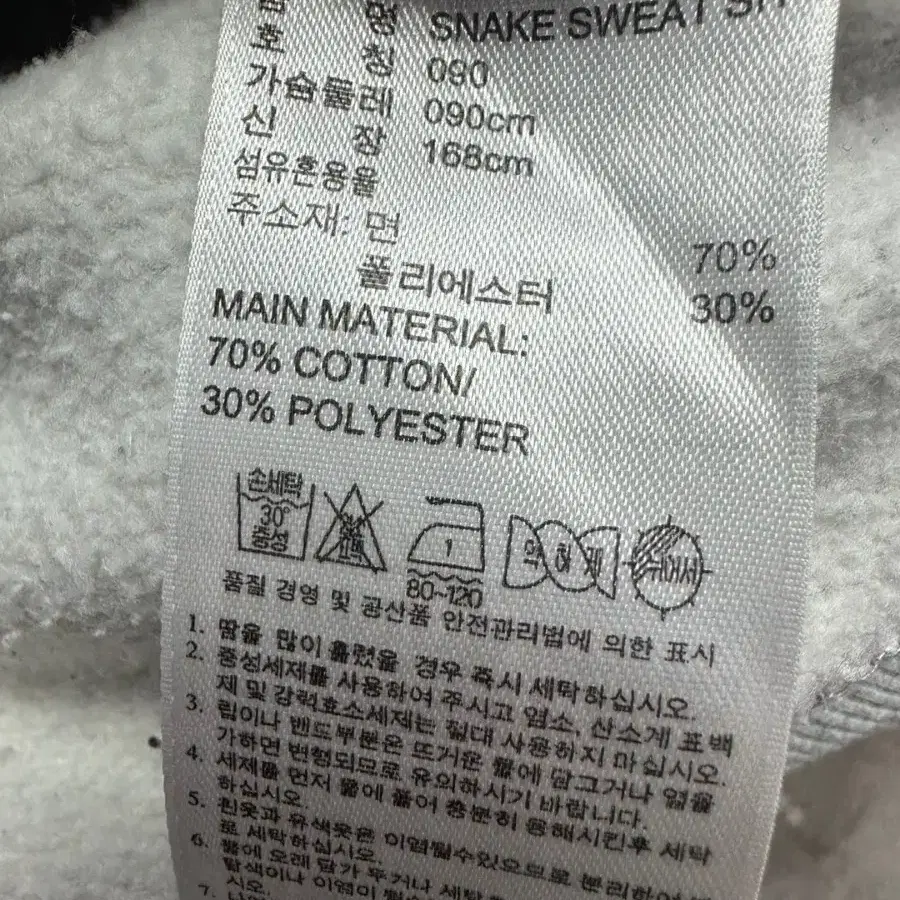 명 SNAKE SWEAT
호 칭 090
가슴둘레 090cm
신 장 168cm
섬유혼용율
주소재: 면 70%
폴리에스터 30%
MAIN MATERIAL:
70% COTTON/
30% POLYESTER
손세탁
30°
중성
1
80~120
약하게
뉘어서
품질 경영 및 공산품 안전관리법에 의한 표시
1. 땀을 많이 흘렸을 경우 즉시 세탁하십시오.
2. 중성세제를 사용하여 주시고 염소, 산소계 표백
제 및 강력효소세제는 절대 사용하지 마십시오.
3. 립이나 밴드부분은 뜨거운 물에 담그거나 열을
가하면 변형되므로 유의하시기 바랍니다.
4. 세제를 먼저 물에 풀어 충분히 용해시킨후 세탁
하십시오.
5. 흰옷과 유색옷은 이염될수있으므로 분리하여
로 세탁하십시오.
6. 물에 오래 담가 두거나
탈색이나 이염이
시오.
7.